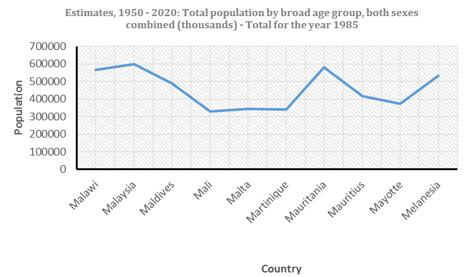 Estimates, 1950 - 2020: Total population by broad age group, both sexes
combined (thousands) - Total for the year 1985
700000
600000
500000
400000
300000
200000
100000
0
Population
Malawi
Malaysia
Maldives
Mali
Malta
Martinique
Mauritania
Mauritius
Mayotte
Melanesia
Country